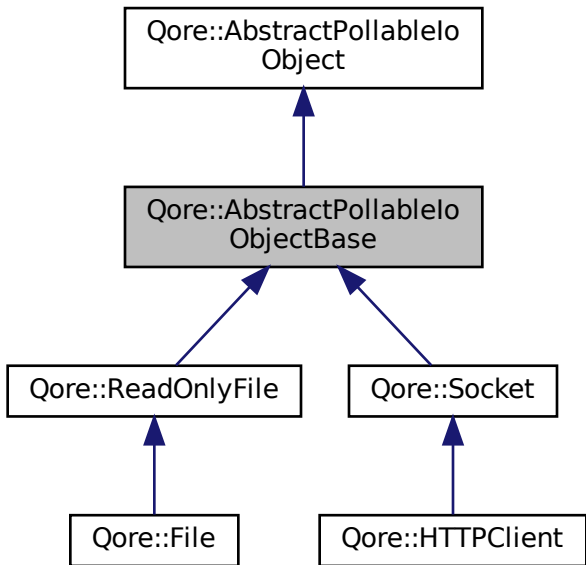 Qore::AbstractPollableIo
Object
Qore::AbstractPollableIo
ObjectBase
Qore::ReadOnlyFile
Qore::Socket
Qore::File
Qore::HTTPClient